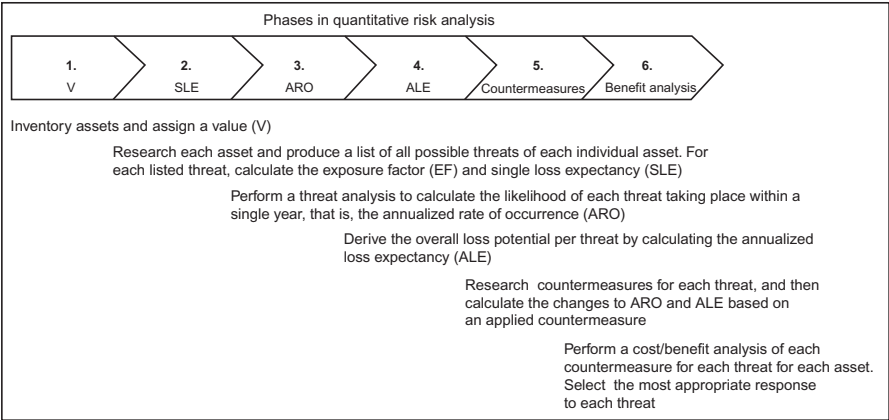 Phases in quantitative risk analysis
1. 2. 3. 4. 5. 6.
V SLE ARO ALE Countermeasures Benefit analysis
Inventory assets and assign a value (V)
Research each asset and produce a list of all possible threats of each individual asset. For
each listed threat, calculate the exposure factor (EF) and single loss expectancy (SLE)
Perform a threat analysis to calculate the likelihood of each threat taking place within a
single year, that is, the annualized rate of occurrence (ARO)
Derive the overall loss potential per threat by calculating the annualized
loss expectancy (ALE)
Research countermeasures for each threat, and then
calculate the changes to ARO and ALE based on
an applied countermeasure
Perform a cost/benefit analysis of each
countermeasure for each threat for each asset.
Select the most appropriate response
to each threat